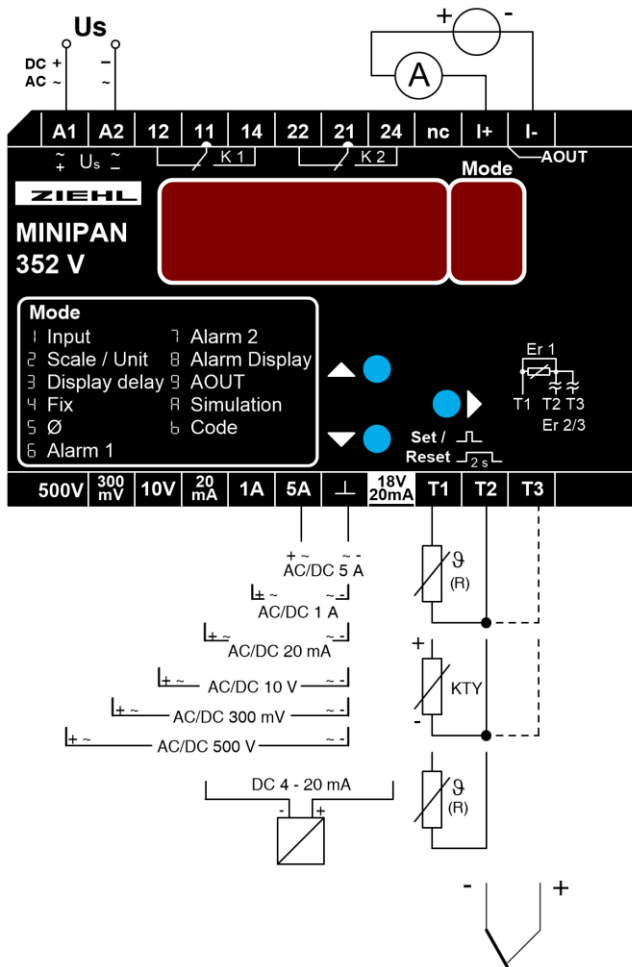 Us
DC +
AC ~
–
~
+ -
A
A1 A2 12 11 14 22 21 24 nc I+ I-
~ Us ~
+ –
K 1
K 2
AOUT
Mode
ZIEHL
MINIPAN
352 V
Mode
1 Input
2 Scale / Unit
3 Display delay
4 Fix
5 Ø
6 Alarm 1
7 Alarm 2
8 Alarm Display
9 AOUT
A Simulation
b Code
Er 1
T1 T2 T3
Er 2/3
Set /
Reset 2 s
500V 300 mV 10V 20 mA 1A 5A ⊥ 18V 20mA T1 T2 T3
+ ~ ~ -
AC/DC 5 A
+ ~ ~ -
AC/DC 1 A
+ ~ ~ -
AC/DC 20 mA
+ ~ AC/DC 10 V ~ -
+ ~ AC/DC 300 mV ~ -
+ ~ AC/DC 500 V ~ -
DC 4 - 20 mA
- +
ϑ
(R)
+
KTY
-
ϑ
(R)
- +